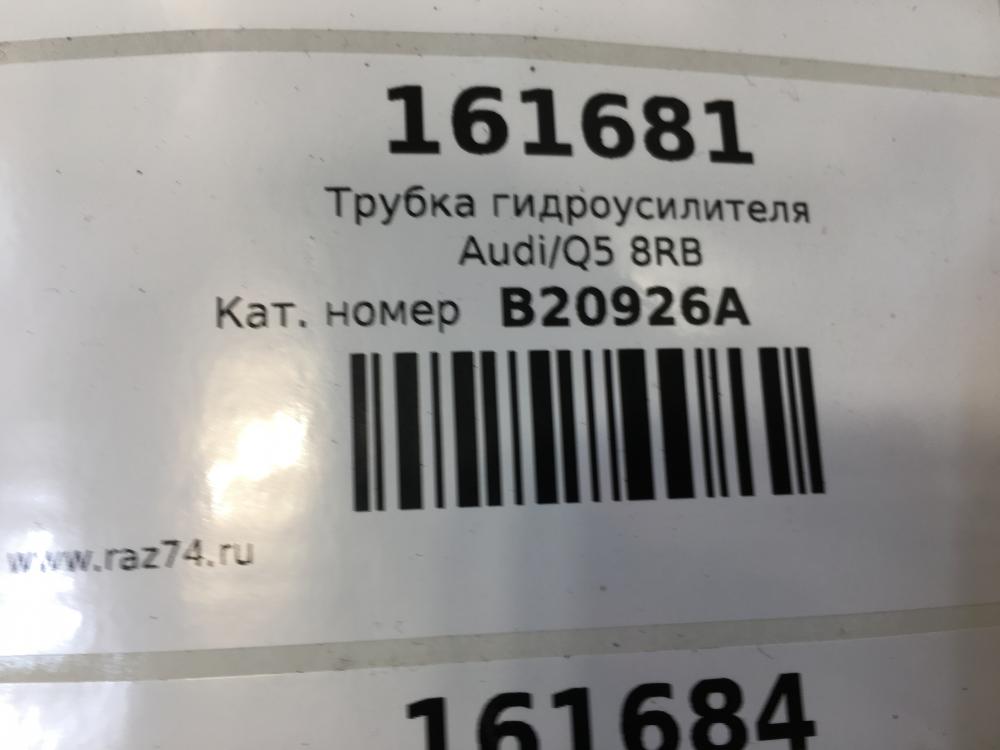 161681
Трубка гидроусилителя
Audi/Q5 8RB
Кат. номер B20926A
www.raz74.ru
161684